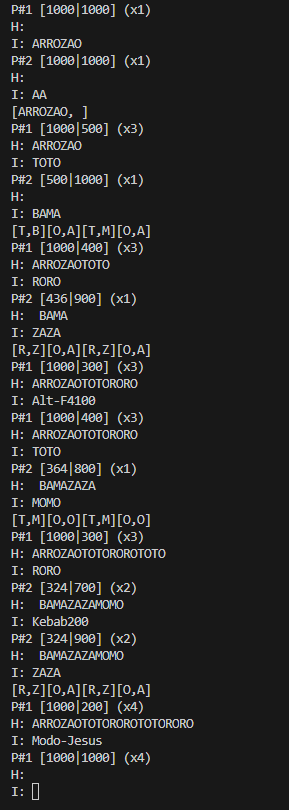 P#1 [1000|1000] (x1)
H:
I: ARROZAO
P#2 [1000|1000] (x1)
H:
I: AA
[ARROZAO, ]
P#1 [1000|500] (x3)
H: ARROZAO
I: TOTO
P#2 [500|1000] (x1)
H:
I: BAMA
[T,B][O,A][T,M][O,A]
P#1 [1000|400] (x3)
H: ARROZAOTOTO
I: RORO
P#2 [436|900] (x1)
H:  BAMA
I: ZAZA
[R,Z][O,A][R,Z][O,A]
P#1 [1000|300] (x3)
H: ARROZAOTOTORORO
I: Alt-F4100
P#1 [1000|400] (x3)
H: ARROZAOTOTORORO
I: TOTO
P#2 [364|800] (x1)
H:  BAMAZAZA
I: MOMO
[T,M][O,O][T,M][O,O]
P#1 [1000|300] (x3)
H: ARROZAOTOTOROROTOTO
I: RORO
P#2 [324|700] (x2)
H:  BAMAZAZAMOMO
I: Kebab200
P#2 [324|900] (x2)
H:  BAMAZAZAMOMO
I: ZAZA
[R,Z][O,A][R,Z][O,A]
P#1 [1000|200] (x4)
H: ARROZAOTOTOROROTOTORORO
I: Modo-Jesus
P#1 [1000|1000] (x4)
H:
I: